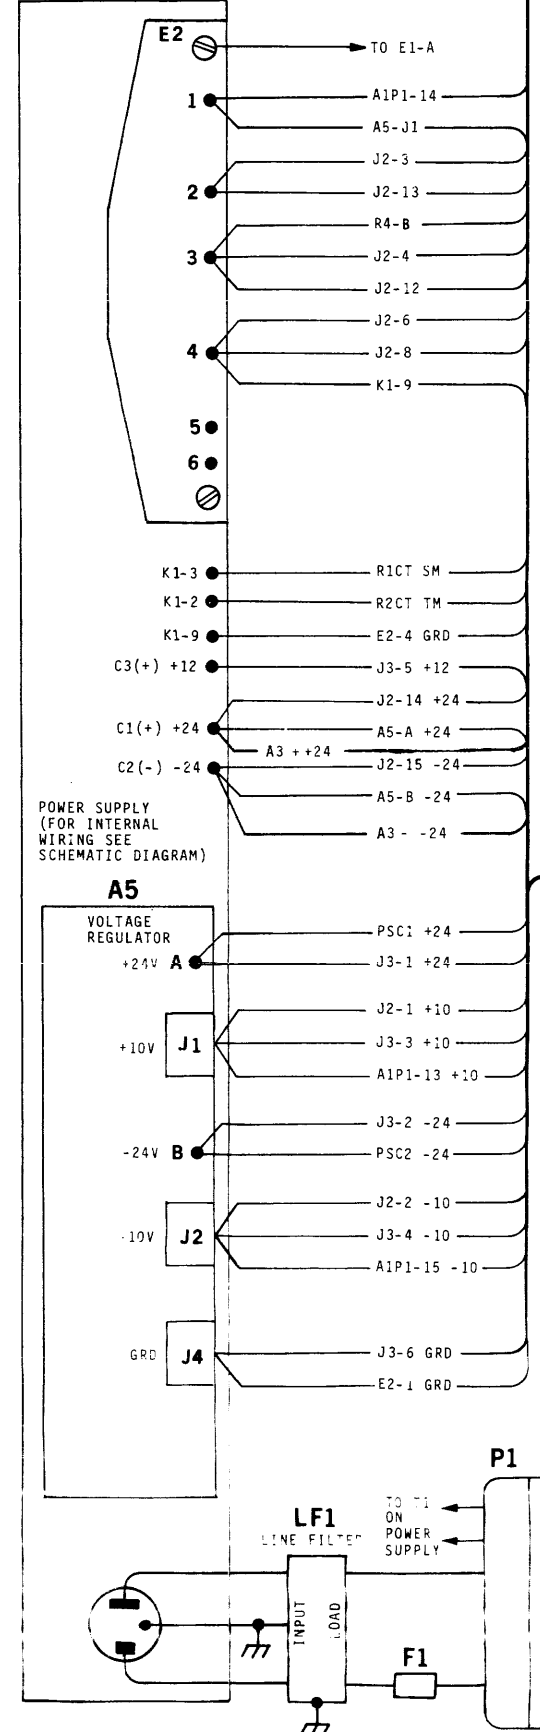 E2
TO E1-A
1
A1P1-14
A5-J1
J2-3
2
J2-13
R4-B
3
J2-4
J2-12
J2-6
4
J2-8
K1-9
5
6
K1-3
R1CT SM
K1-2
R2CT TM
K1-9
E2-4 GRD
C3(+) +12
J3-5 +12
J2-14 +24
C1(+) +24
A5-A +24
A3 + +24
C2(-) -24
J2-15 -24
A5-B -24
A3 - -24
POWER SUPPLY
(FOR INTERNAL
WIRING SEE
SCHEMATIC DIAGRAM)
A5
VOLTAGE
REGULATOR
PSC1 +24
+24V A
J3-1 +24
J2-1 +10
+10V J1
J3-3 +10
A1P1-13 +10
J3-2 -24
-24V B
PSC2 -24
J2-2 -10
-10V J2
J3-4 -10
A1P1-15 -10
GRD J4
J3-6 GRD
E2-1 GRD
P1
TO T1
ON
POWER
SUPPLY
LF1
LINE FILTER
INPUT
LOAD
F1